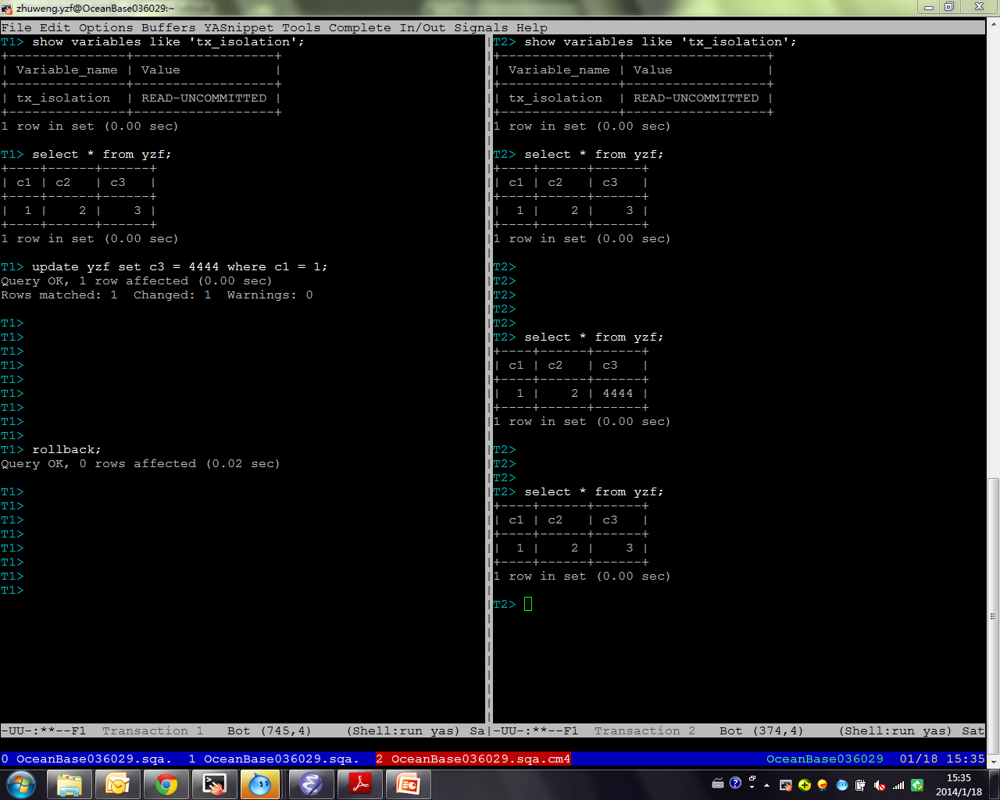 zhuweng.yzf@OceanBase036029:~
File Edit Options Buffers YASnippet Tools Complete In/Out Signals Help
T1> show variables like 'tx_isolation';
+---------------+------------------+
| Variable_name | Value            |
+---------------+------------------+
| tx_isolation  | READ-UNCOMMITTED |
+---------------+------------------+
1 row in set (0.00 sec)
T1> select * from yzf;
+----+------+------+
| c1 | c2   | c3   |
+----+------+------+
|  1 |    2 |    3 |
+----+------+------+
1 row in set (0.00 sec)
T1> update yzf set c3 = 4444 where c1 = 1;
Query OK, 1 row affected (0.00 sec)
Rows matched: 1  Changed: 1  Warnings: 0
T1>
T1>
T1>
T1>
T1>
T1>
T1>
T1>
T1>
T1> rollback;
Query OK, 0 rows affected (0.02 sec)
T1>
T1>
T1>
T1>
T1>
T1>
T1>
T1>
-UU-:**--F1  Transaction 1   Bot (745,4)    (Shell:run yas) Sa
T2> show variables like 'tx_isolation';
+---------------+------------------+
| Variable_name | Value            |
+---------------+------------------+
| tx_isolation  | READ-UNCOMMITTED |
+---------------+------------------+
1 row in set (0.00 sec)
T2> select * from yzf;
+----+------+------+
| c1 | c2   | c3   |
+----+------+------+
|  1 |    2 |    3 |
+----+------+------+
1 row in set (0.00 sec)
T2>
T2>
T2>
T2>
T2>
T2> select * from yzf;
+----+------+------+
| c1 | c2   | c3   |
+----+------+------+
|  1 |    2 | 4444 |
+----+------+------+
1 row in set (0.00 sec)
T2>
T2>
T2>
T2> select * from yzf;
+----+------+------+
| c1 | c2   | c3   |
+----+------+------+
|  1 |    2 |    3 |
+----+------+------+
1 row in set (0.00 sec)
T2>
-UU-:**--F1  Transaction 2   Bot (374,4)    (Shell:run yas) Sat
0 OceanBase036029.sqa.  1 OceanBase036029.sqa.  2 OceanBase036029.sqa.cm4 OceanBase036029  01/18 15:35
15:35
2014/1/18